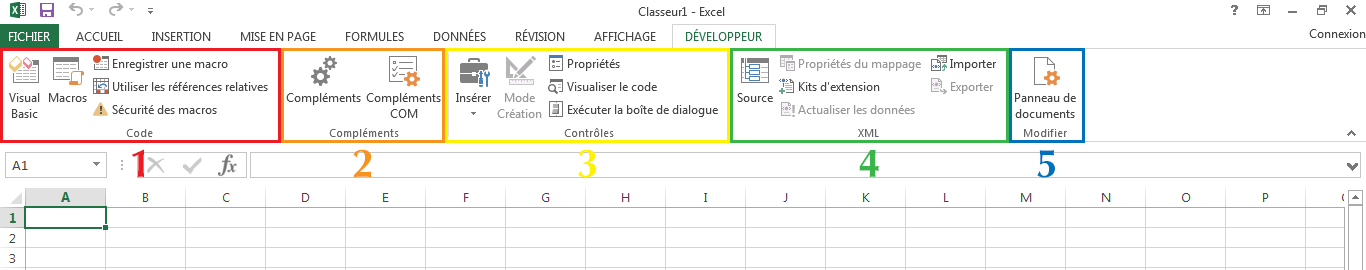 Classeur1 - Excel
?
FICHIER ACCUEIL INSERTION MISE EN PAGE FORMULES DONNÉES RÉVISION AFFICHAGE DÉVELOPPEUR Connexion
Visual Basic
Macros
Enregistrer une macro
Utiliser les références relatives
Sécurité des macros
Code
Compléments
Compléments COM
Compléments
Insérer
Mode Création
Propriétés
Visualiser le code
Exécuter la boîte de dialogue
Contrôles
Source
Propriétés du mappage
Kits d'extension
Actualiser les données
Importer
Exporter
XML
Panneau de documents
Modifier
1 2 3 4 5
A1 fx
A B C D E F G H I J K L M N O P
1
2
3